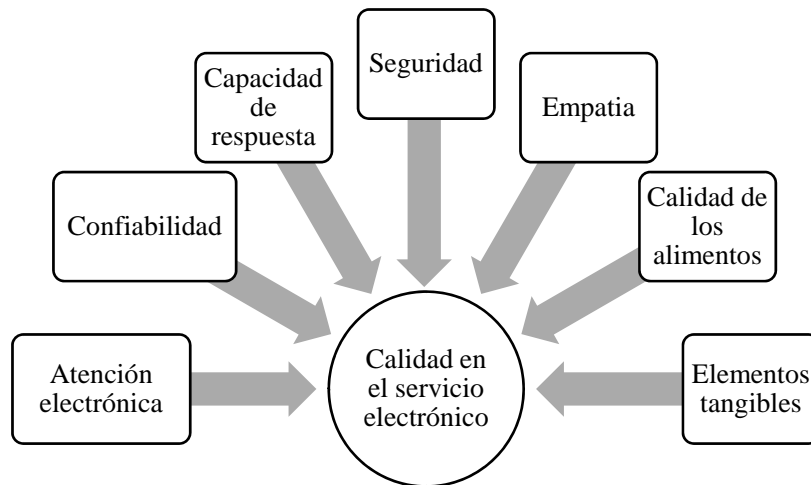 Seguridad
Capacidad
de
respuesta
Empatia
Confiabilidad
Calidad de
los
alimentos
Atención
electrónica
Calidad en
el servicio
electrónico
Elementos
tangibles